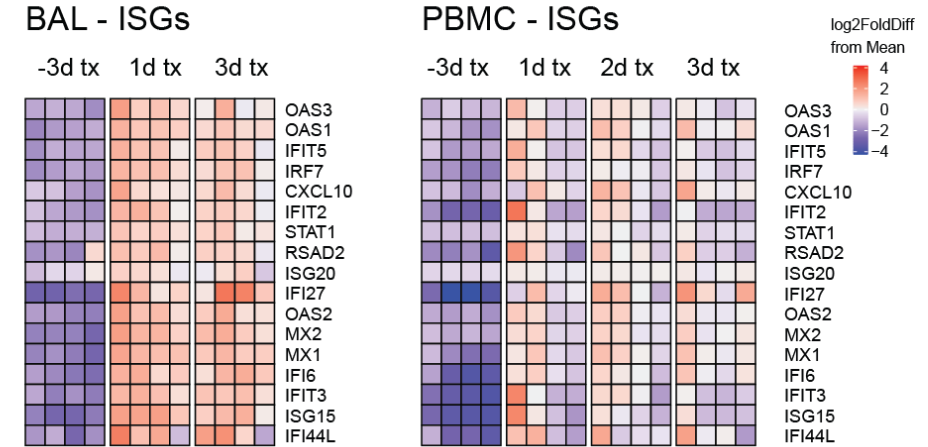 BAL - ISGs
PBMC - ISGs
log2FoldDiff
from Mean
-3d tx 1d tx 3d tx
-3d tx 1d tx 2d tx 3d tx
4
2
0
−2
−4
OAS3
OAS1
IFIT5
IRF7
CXCL10
IFIT2
STAT1
RSAD2
ISG20
IFI27
OAS2
MX2
MX1
IFI6
IFIT3
ISG15
IFI44L
OAS3
OAS1
IFIT5
IRF7
CXCL10
IFIT2
STAT1
RSAD2
ISG20
IFI27
OAS2
MX2
MX1
IFI6
IFIT3
ISG15
IFI44L